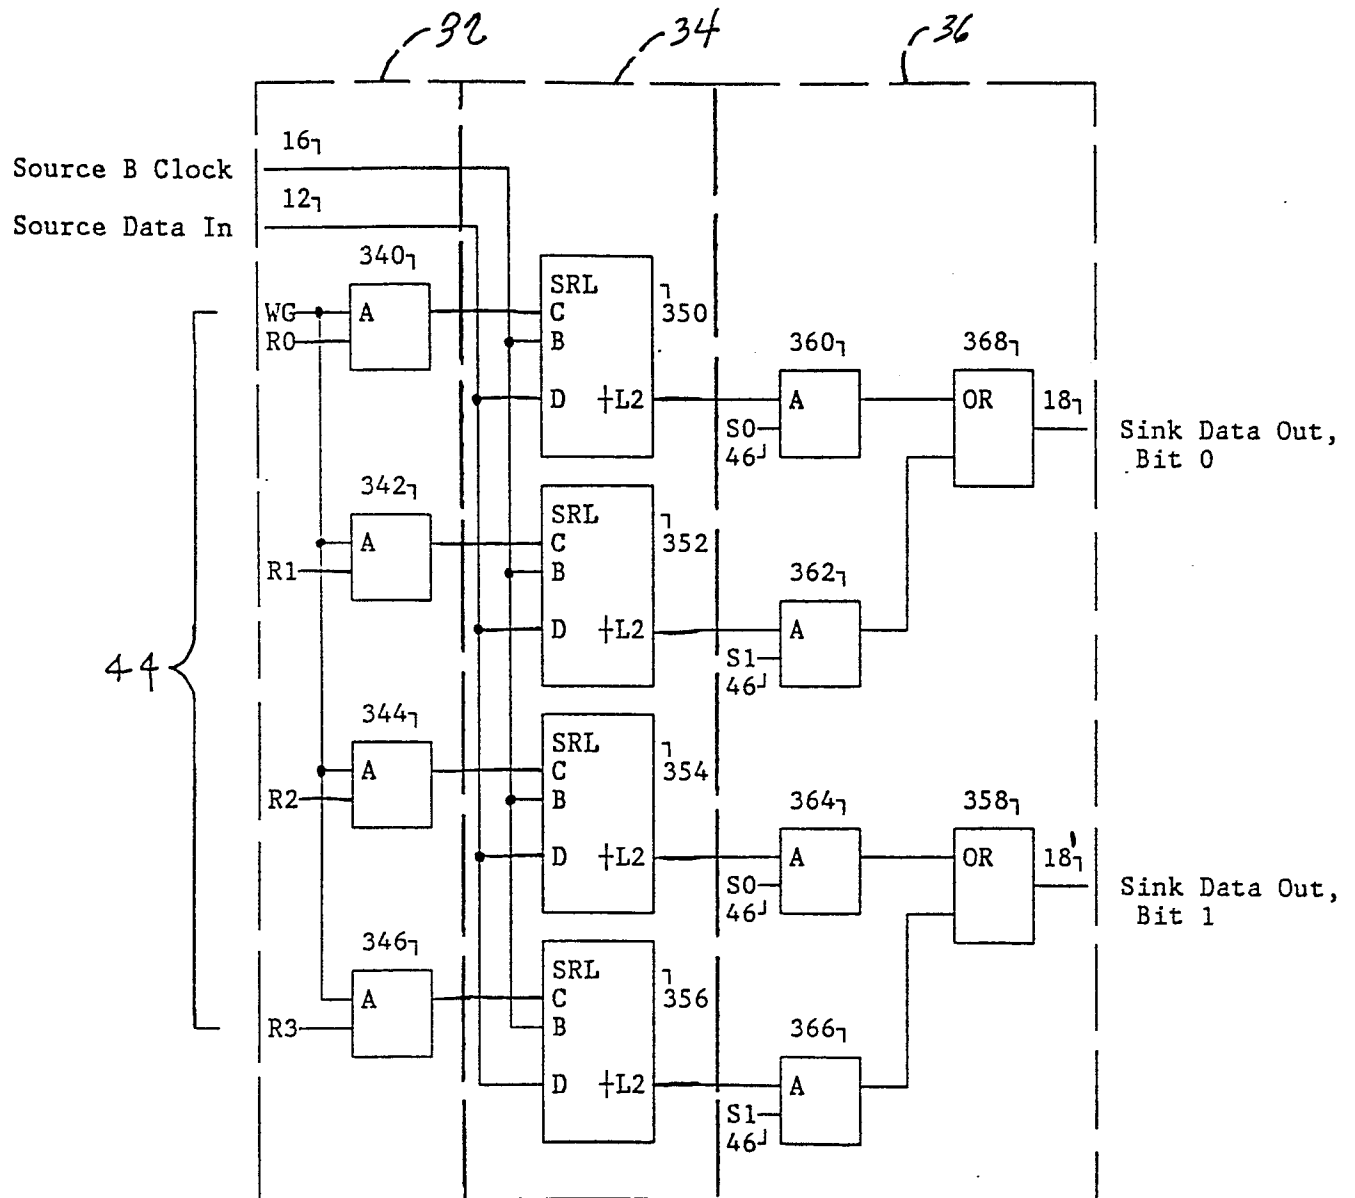 32
34
36
16
Source B Clock
12
Source Data In
340
WG
A
R0
SRL
C
350
B
D
+L2
360
A
S0
46
368
OR
18
Sink Data Out,
Bit 0
342
A
R1
SRL
C
352
B
D
+L2
362
A
S1
46
44
344
A
R2
SRL
C
354
B
D
+L2
364
A
S0
46
358
OR
18'
Sink Data Out,
Bit 1
346
A
R3
SRL
C
356
B
D
+L2
366
A
S1
46